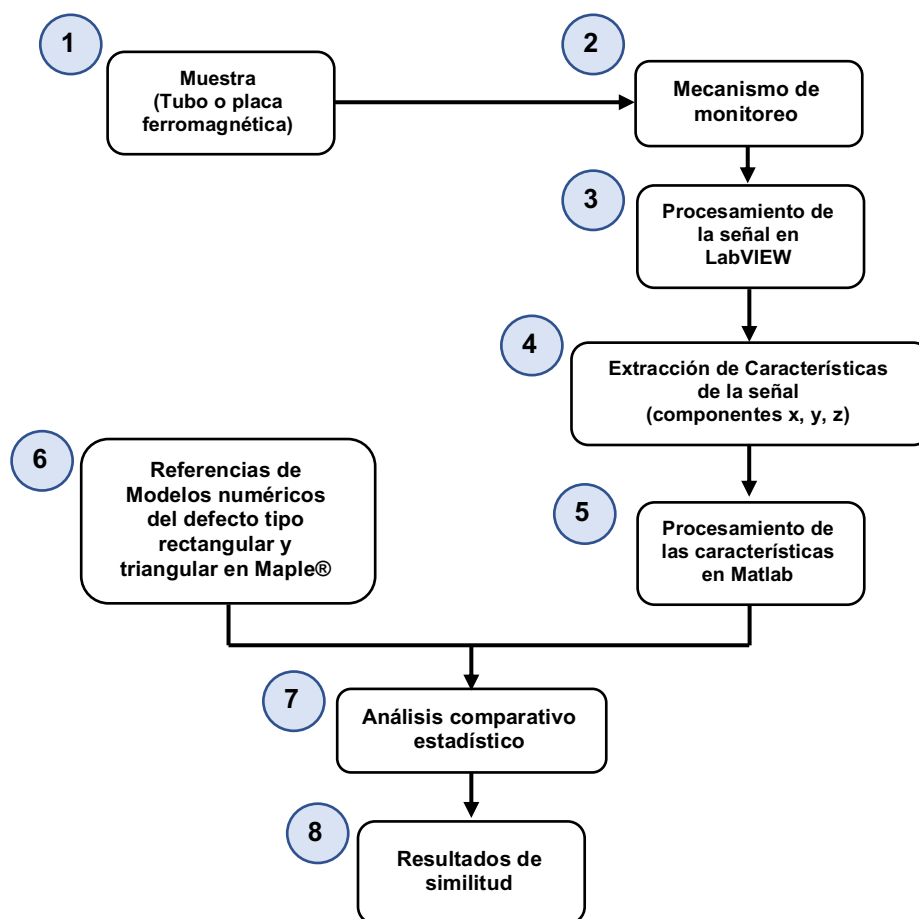 1
Muestra
(Tubo o placa
ferromagnética)
2
Mecanismo de
monitoreo
3
Procesamiento de
la señal en
LabVIEW
4
Extracción de Características
de la señal
(componentes x, y, z)
5
Procesamiento de
las características
en Matlab
6
Referencias de
Modelos numéricos
del defecto tipo
rectangular y
triangular en Maple®
7
Análisis comparativo
estadístico
8
Resultados de
similitud